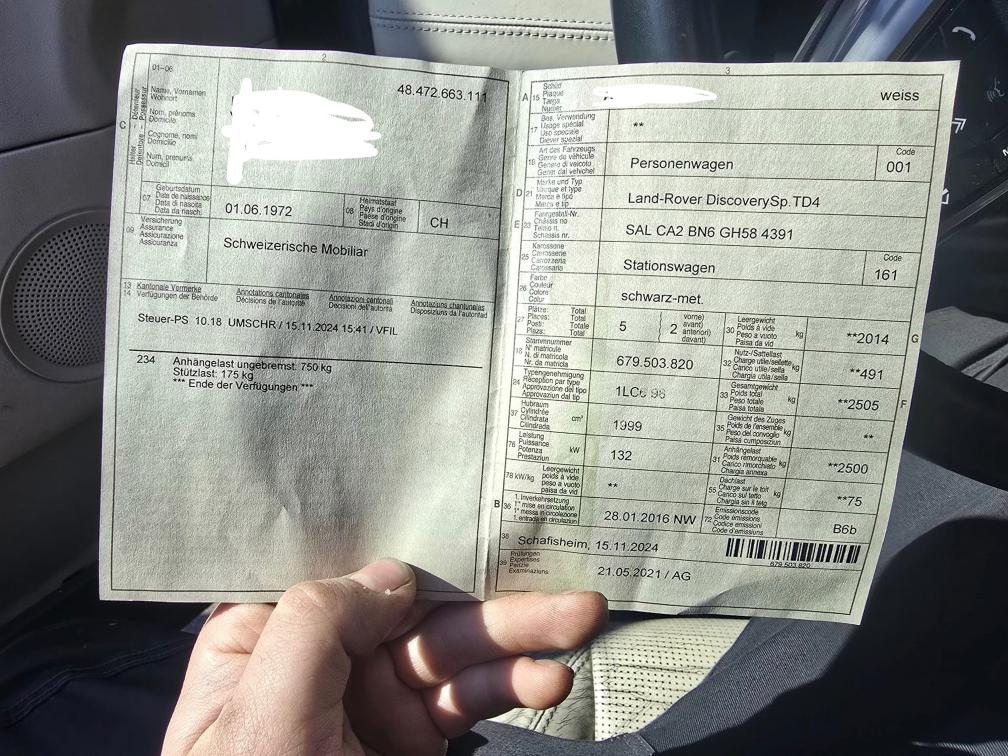 2
01-06
C
Halter Détenteur
Detentore Possessur
Name, Vornamen
Wohnort
Nom, prénoms
Domicile
Cognome, nomi
Domicilio
Num, prenums
Domicil
48.472.663.111
07 Geburtsdatum
Date de naissance
Data di nascita
Data da nasch.
01.06.1972
08 Heimatstaat
Pays d'origine
Paese d'origine
Stadi d'origin
CH
09 Versicherung
Assurance
Assicurazione
Assicuranza
Schweizerische Mobiliar
13 Kantonale Vermerke
14 Verfügungen der Behörde
Annotations cantonales
Décisions de l'autorité
Annotazioni cantonali
Decisioni dell'autorità
Annotaziuns chantunalas
Disposiziuns da l'autoritad
Steuer-PS 10.18 UMSCHR / 15.11.2024 15:41 / VFIL
234 Anhängelast ungebremst: 750 kg
Stützlast: 175 kg
*** Ende der Verfügungen ***
3
A 15 Schild
Plaque
Targa
Numer
weiss
17 Bes. Verwendung
Usage spécial
Uso speciale
Diever spezial
**
19 Art des Fahrzeugs
Genre de véhicule
Genere di veicolo
Gener dal vehichel
Personenwagen
Code
001
D 21 Marke und Typ
Marque et type
Marca e tipo
Marca e tip
Land-Rover DiscoverySp.TD4
E 23 Fahrgestell-Nr.
Châssis no
Telaio n.
Schassis nr.
SAL CA2 BN6 GH58 4391
25 Karosserie
Carrosserie
Carrozzeria
Carossaria
Stationswagen
Code
161
26 Farbe
Couleur
Colore
Colur
schwarz-met.
27 Plätze: Total
Places: Total
Posti: Totale
Plazs: Total
5
2
vorne)
avant)
anteriori)
davant)
30 Leergewicht
Poids à vide
Peso a vuoto
Paisa da vid
kg
**2014
G
18 Stammnummer
N° matricule
N. di matricola
Nr. da matricla
679.503.820
32 Nutz-/Sattellast
Charge utile/sellette
Carico utile/sella
Chargia utila/sella
kg
**491
24 Typengenehmigung
Réception par type
Approvazione del tipo
Approvaziun dal tip
1LC6 98
33 Gesamtgewicht
Poids total
Peso totale
Paisa totala
kg
**2505
F
37 Hubraum
Cylindrée
Cilindrata
Cilindrada
cm³
1999
35 Gewicht des Zuges
Poids de l'ensemble
Peso del convoglio
Paisa cumposiziun
kg
**
76 Leistung
Puissance
Potenza
Prestaziun
kW
132
31 Anhängelast
Poids remorquable
Carico rimorchiato
Chargia annexa
kg
**2500
78 kW/kg
Leergewicht
poids à vide
peso a vuoto
paisa da vid
**
55 Dachlast
Charge sur le toit
Carico sul tetto
Chargia sin il tetg
kg
**75
B 36 1. Inverkehrsetzung
1re mise en circulation
1a messa in circolazione
1. entrada en circulaziun
28.01.2016 NW
72 Emissionscode
Code émissions
Codice emissioni
Code d'emissiuns
B6b
38
Schafisheim, 15.11.2024
679 503 820
39 Prüfungen
Expertises
Perizie
Examinaziuns
21.05.2021 / AG